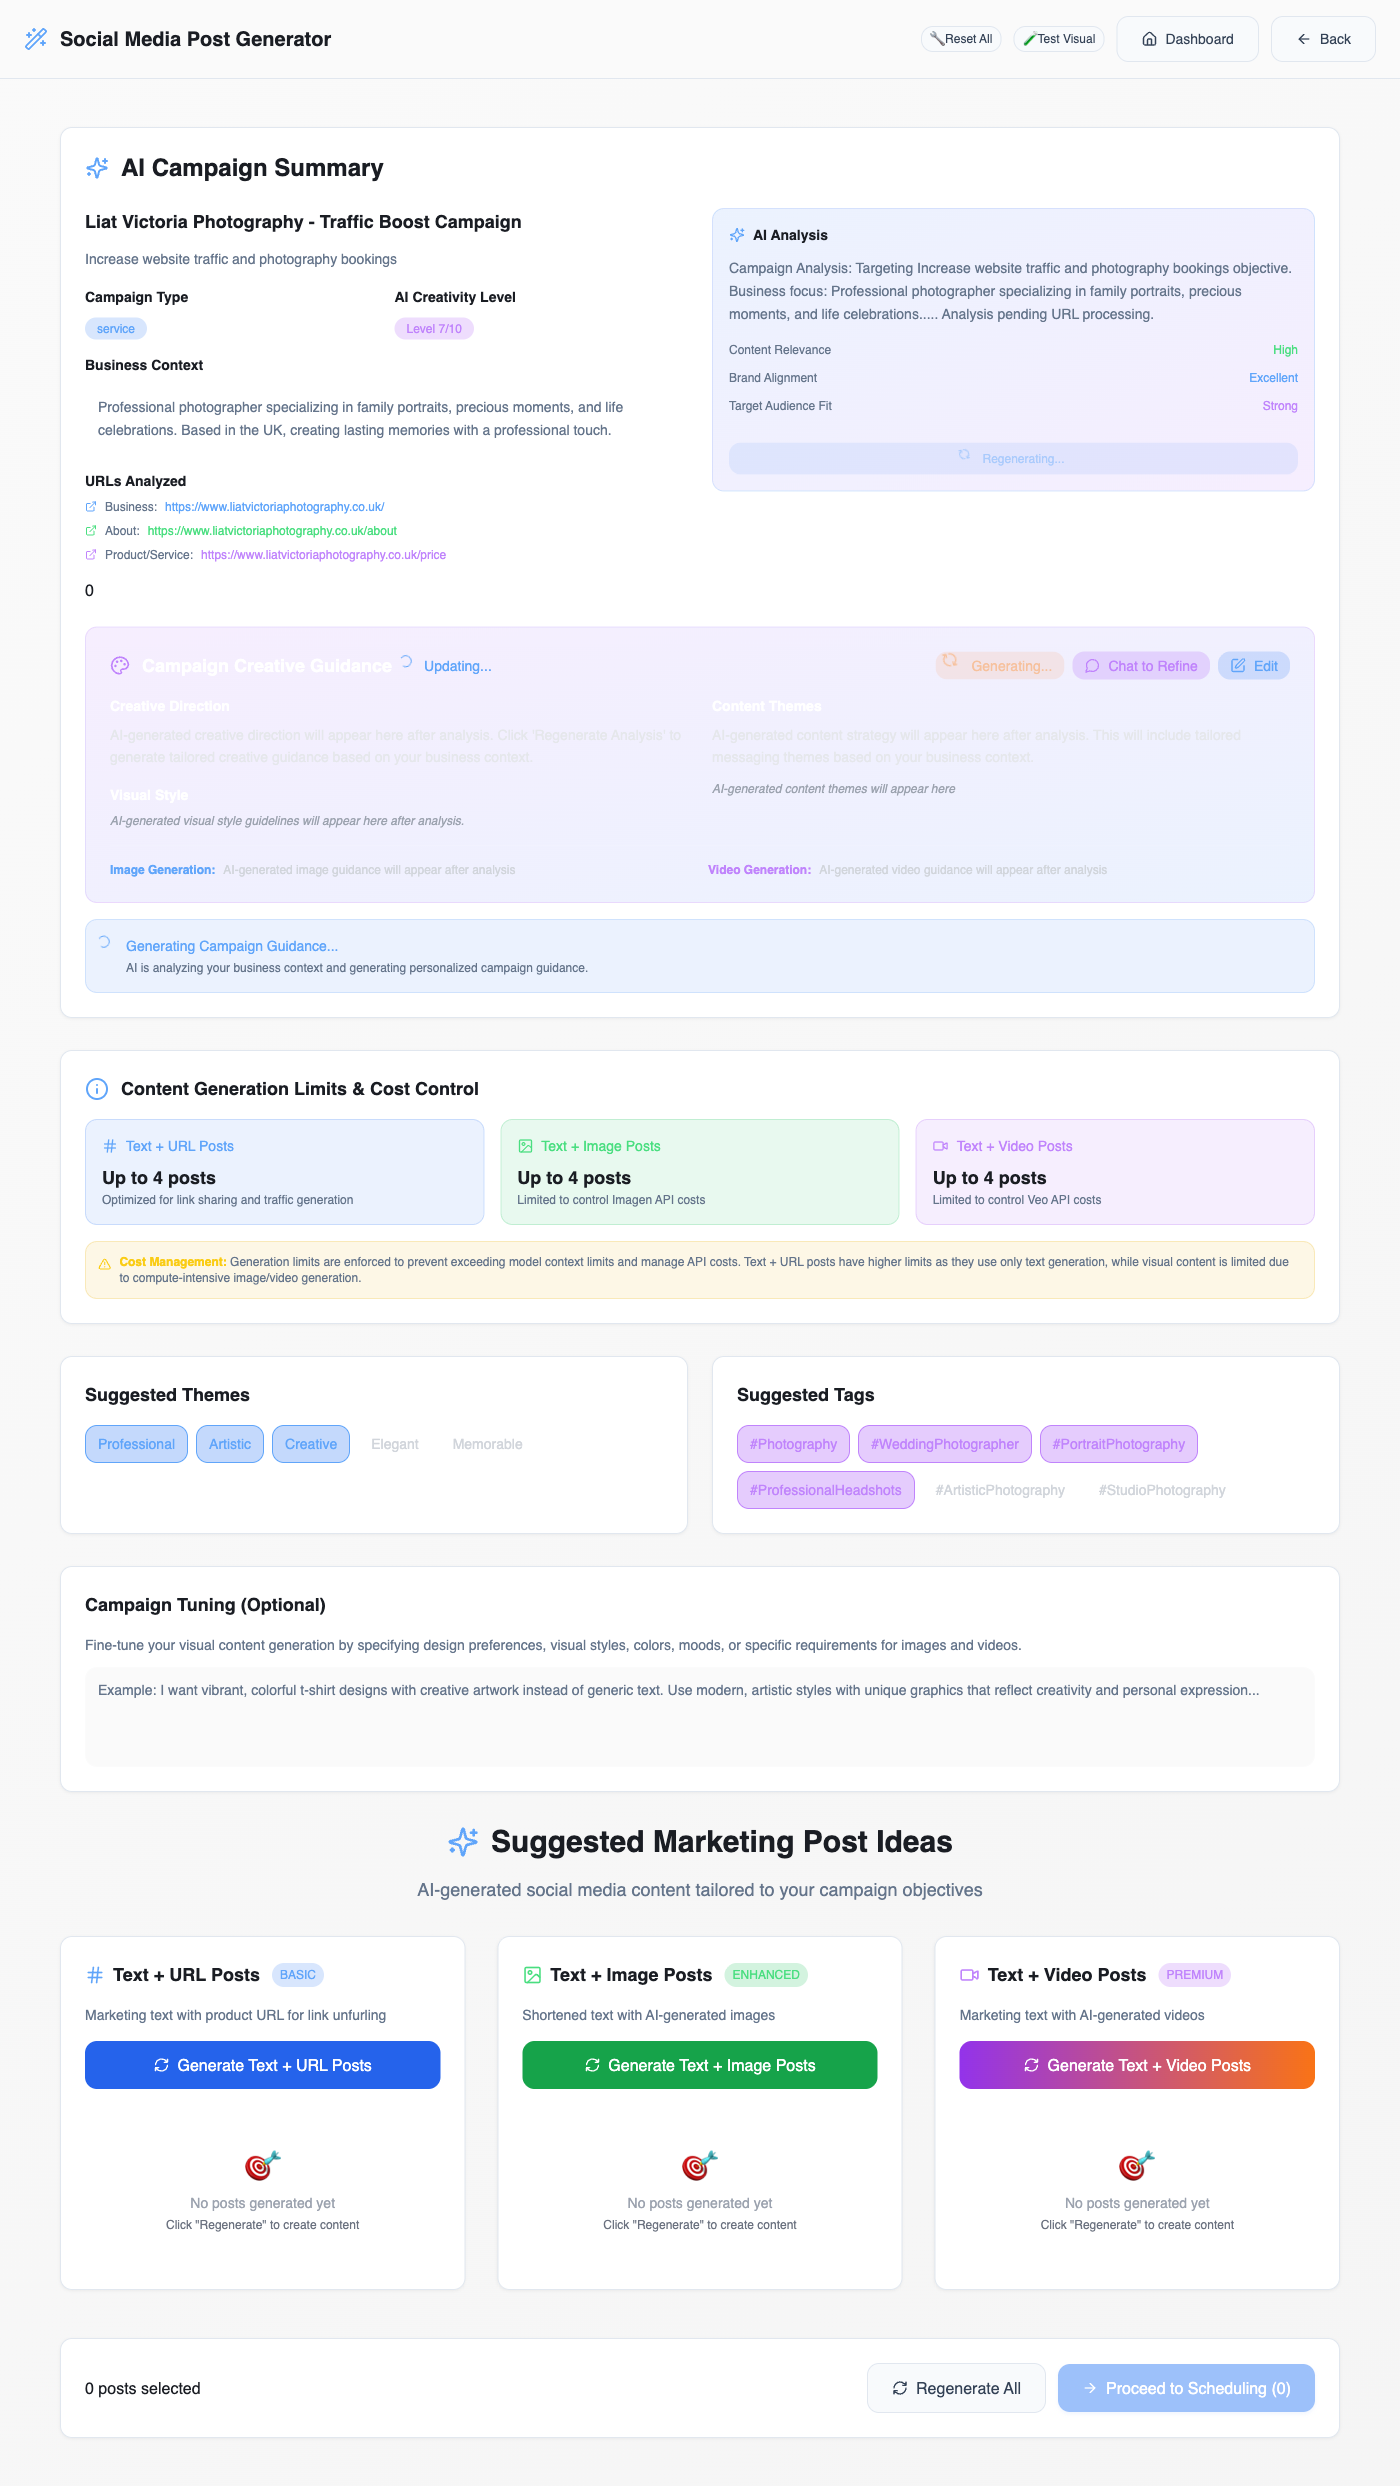 Social Media Post Generator
Reset All
Test Visual
Dashboard
Back
AI Campaign Summary
Liat Victoria Photography - Traffic Boost Campaign
Increase website traffic and photography bookings
Campaign Type
AI Creativity Level
service
Level 7/10
Business Context
Professional photographer specializing in family portraits, precious moments, and life
celebrations. Based in the UK, creating lasting memories with a professional touch.
URLs Analyzed
Business: https://www.liatvictoriaphotography.co.uk/
About: https://www.liatvictoriaphotography.co.uk/about
Product/Service: https://www.liatvictoriaphotography.co.uk/price
0
AI Analysis
Campaign Analysis: Targeting Increase website traffic and photography bookings objective.
Business focus: Professional photographer specializing in family portraits, precious
moments, and life celebrations..... Analysis pending URL processing.
Content Relevance High
Brand Alignment Excellent
Target Audience Fit Strong
Regenerating...
Campaign Creative Guidance
Updating...
Generating...
Chat to Refine
Edit
Creative Direction
AI-generated creative direction will appear here after analysis. Click 'Regenerate Analysis' to
generate tailored creative guidance based on your business context.
Visual Style
AI-generated visual style guidelines will appear here after analysis.
Content Themes
AI-generated content strategy will appear here after analysis. This will include tailored
messaging themes based on your business context.
AI-generated content themes will appear here
Image Generation: AI-generated image guidance will appear after analysis
Video Generation: AI-generated video guidance will appear after analysis
Generating Campaign Guidance...
AI is analyzing your business context and generating personalized campaign guidance.
Content Generation Limits & Cost Control
Text + URL Posts
Up to 4 posts
Optimized for link sharing and traffic generation
Text + Image Posts
Up to 4 posts
Limited to control Imagen API costs
Text + Video Posts
Up to 4 posts
Limited to control Veo API costs
Cost Management: Generation limits are enforced to prevent exceeding model context limits and manage API costs. Text + URL posts have higher limits as they use only text generation, while visual content is limited due
to compute-intensive image/video generation.
Suggested Themes
Professional
Artistic
Creative
Elegant
Memorable
Suggested Tags
#Photography
#WeddingPhotographer
#PortraitPhotography
#ProfessionalHeadshots
#ArtisticPhotography
#StudioPhotography
Campaign Tuning (Optional)
Fine-tune your visual content generation by specifying design preferences, visual styles, colors, moods, or specific requirements for images and videos.
Example: I want vibrant, colorful t-shirt designs with creative artwork instead of generic text. Use modern, artistic styles with unique graphics that reflect creativity and personal expression...
Suggested Marketing Post Ideas
AI-generated social media content tailored to your campaign objectives
Text + URL Posts BASIC
Marketing text with product URL for link unfurling
Generate Text + URL Posts
No posts generated yet
Click "Regenerate" to create content
Text + Image Posts ENHANCED
Shortened text with AI-generated images
Generate Text + Image Posts
No posts generated yet
Click "Regenerate" to create content
Text + Video Posts PREMIUM
Marketing text with AI-generated videos
Generate Text + Video Posts
No posts generated yet
Click "Regenerate" to create content
0 posts selected
Regenerate All
Proceed to Scheduling (0)